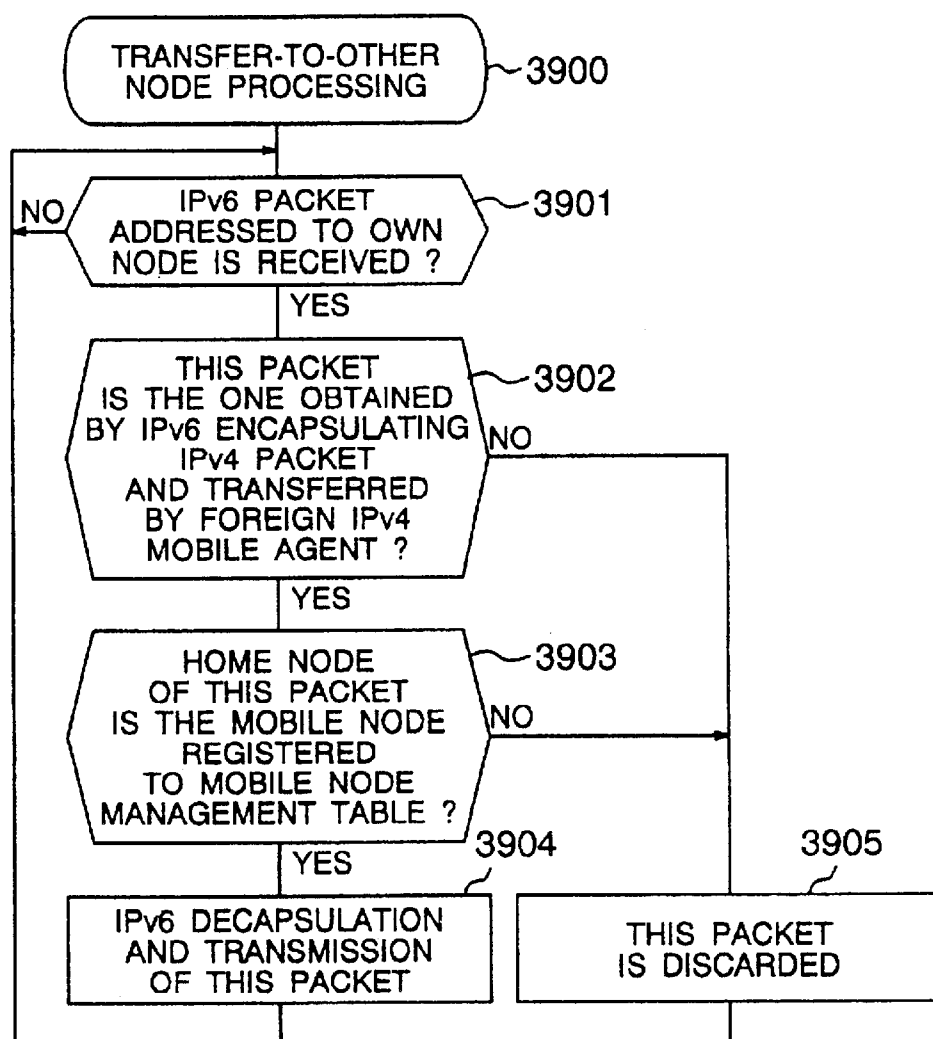 TRANSFER-TO-OTHER
NODE PROCESSING
3900
IPv6 PACKET
ADDRESSED TO OWN
NODE IS RECEIVED ?
3901
NO
YES
THIS PACKET
IS THE ONE OBTAINED
BY IPv6 ENCAPSULATING
IPv4 PACKET
AND TRANSFERRED
BY FOREIGN IPv4
MOBILE AGENT ?
3902
NO
YES
HOME NODE
OF THIS PACKET
IS THE MOBILE NODE
REGISTERED
TO MOBILE NODE
MANAGEMENT TABLE ?
3903
NO
YES
3904
IPv6 DECAPSULATION
AND TRANSMISSION
OF THIS PACKET
3905
THIS PACKET
IS DISCARDED